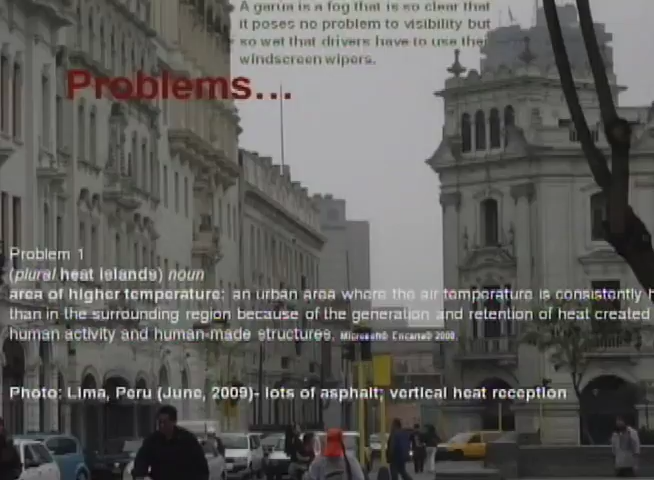 A garúa is a fog that is so clear that
it poses no problem to visibility but
so wet that drivers have to use their
windscreen wipers.
Problems...
Problem 1
(plural heat islands) noun
area of higher temperature: an urban area where the air temperature is consistently h
than in the surrounding region because of the generation and retention of heat created
human activity and human-made structures. Microsoft® Encarta® 2008.
Photo: Lima, Peru (June, 2009)- lots of asphalt; vertical heat reception